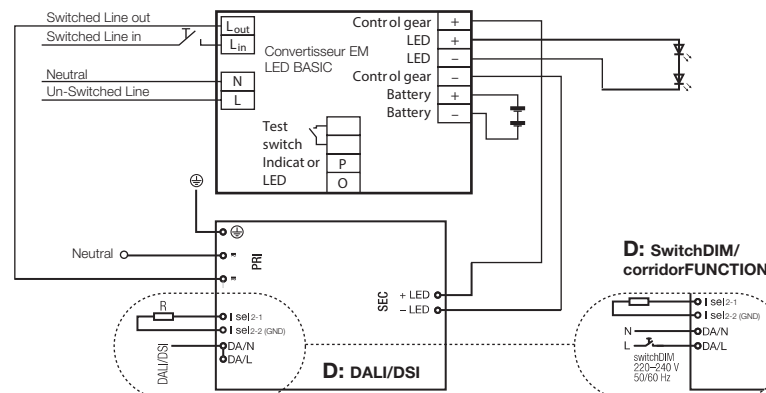 Switched Line out
Switched Line in
Neutral
Un-Switched Line
Lout
Lin
N
L
Convertisseur EM
LED BASIC
Control gear +
LED +
LED –
Control gear –
Battery +
Battery –
Test
switch
Indicator
LED
P
O
Neutral
PRI
SEC
+ LED
– LED
R
I sel2-1
I sel2-2 (GND)
DA/N
DA/L
DALI/DSI
D: DALI/DSI
D: SwitchDIM/
corridorFUNCTION
I sel2-1
I sel2-2 (GND)
N
DA/N
L
DA/L
switchDIM
220–240 V
50/60 Hz